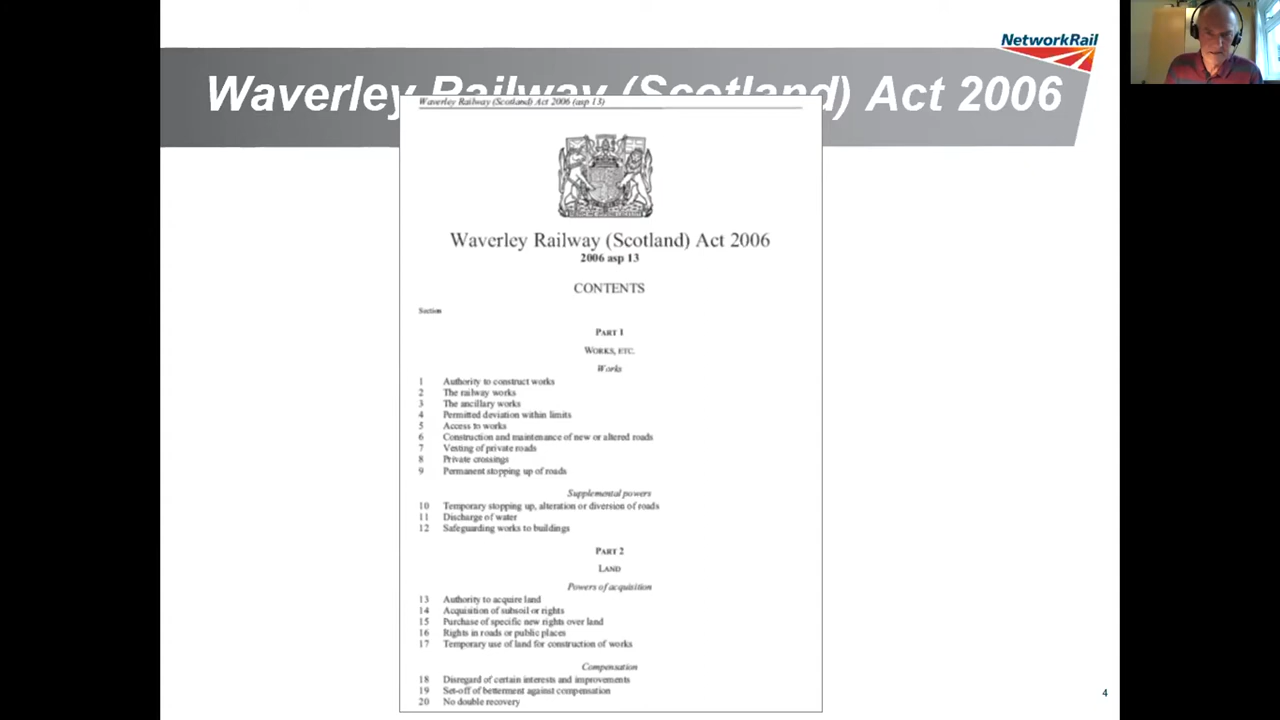 NetworkRail
Waverley Railway (Scotland) Act 2006
Waverley Railway (Scotland) Act 2006 (asp 13)
Waverley Railway (Scotland) Act 2006
2006 asp 13
CONTENTS
Section
PART 1
WORKS, ETC.
Works
1 Authority to construct works
2 The railway works
3 The ancillary works
4 Permitted deviation within limits
5 Access to works
6 Construction and maintenance of new or altered roads
7 Vesting of private roads
8 Private crossings
9 Permanent stopping up of roads
Supplemental powers
10 Temporary stopping up, alteration or diversion of roads
11 Discharge of water
12 Safeguarding works to buildings
PART 2
LAND
Powers of acquisition
13 Authority to acquire land
14 Acquisition of subsoil or rights
15 Purchase of specific new rights over land
16 Rights in roads or public places
17 Temporary use of land for construction of works
Compensation
18 Disregard of certain interests and improvements
19 Set-off of betterment against compensation
20 No double recovery
4